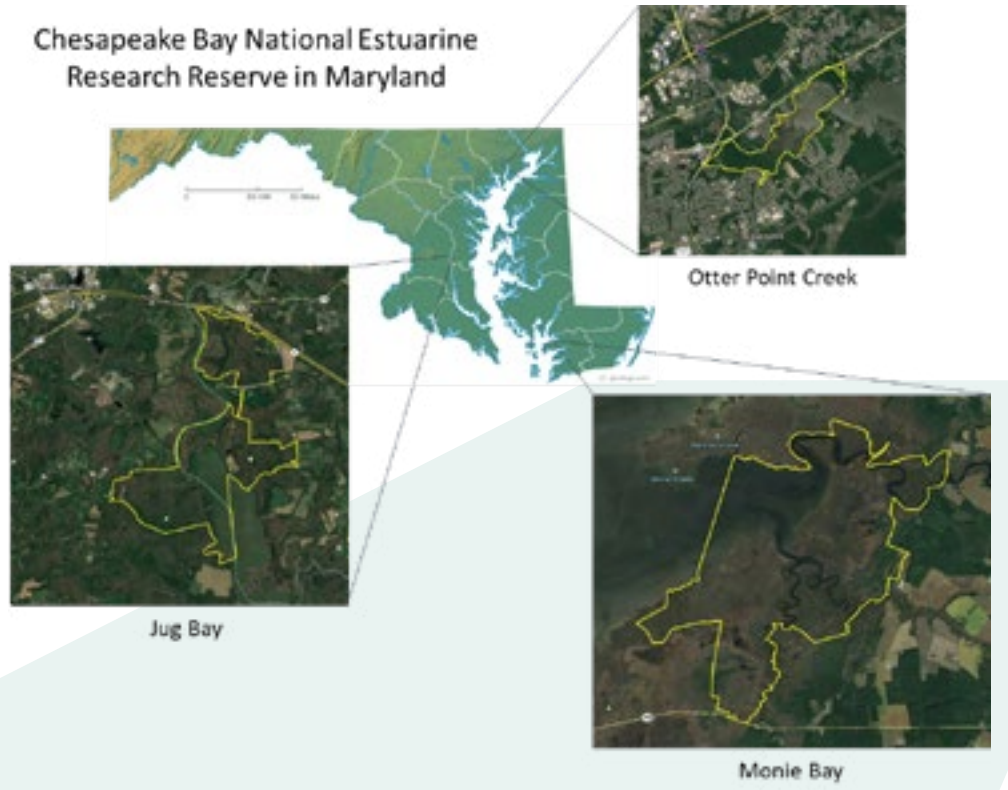 Chesapeake Bay National Estuarine
Research Reserve in Maryland
Otter Point Creek
Jug Bay
Monie Bay